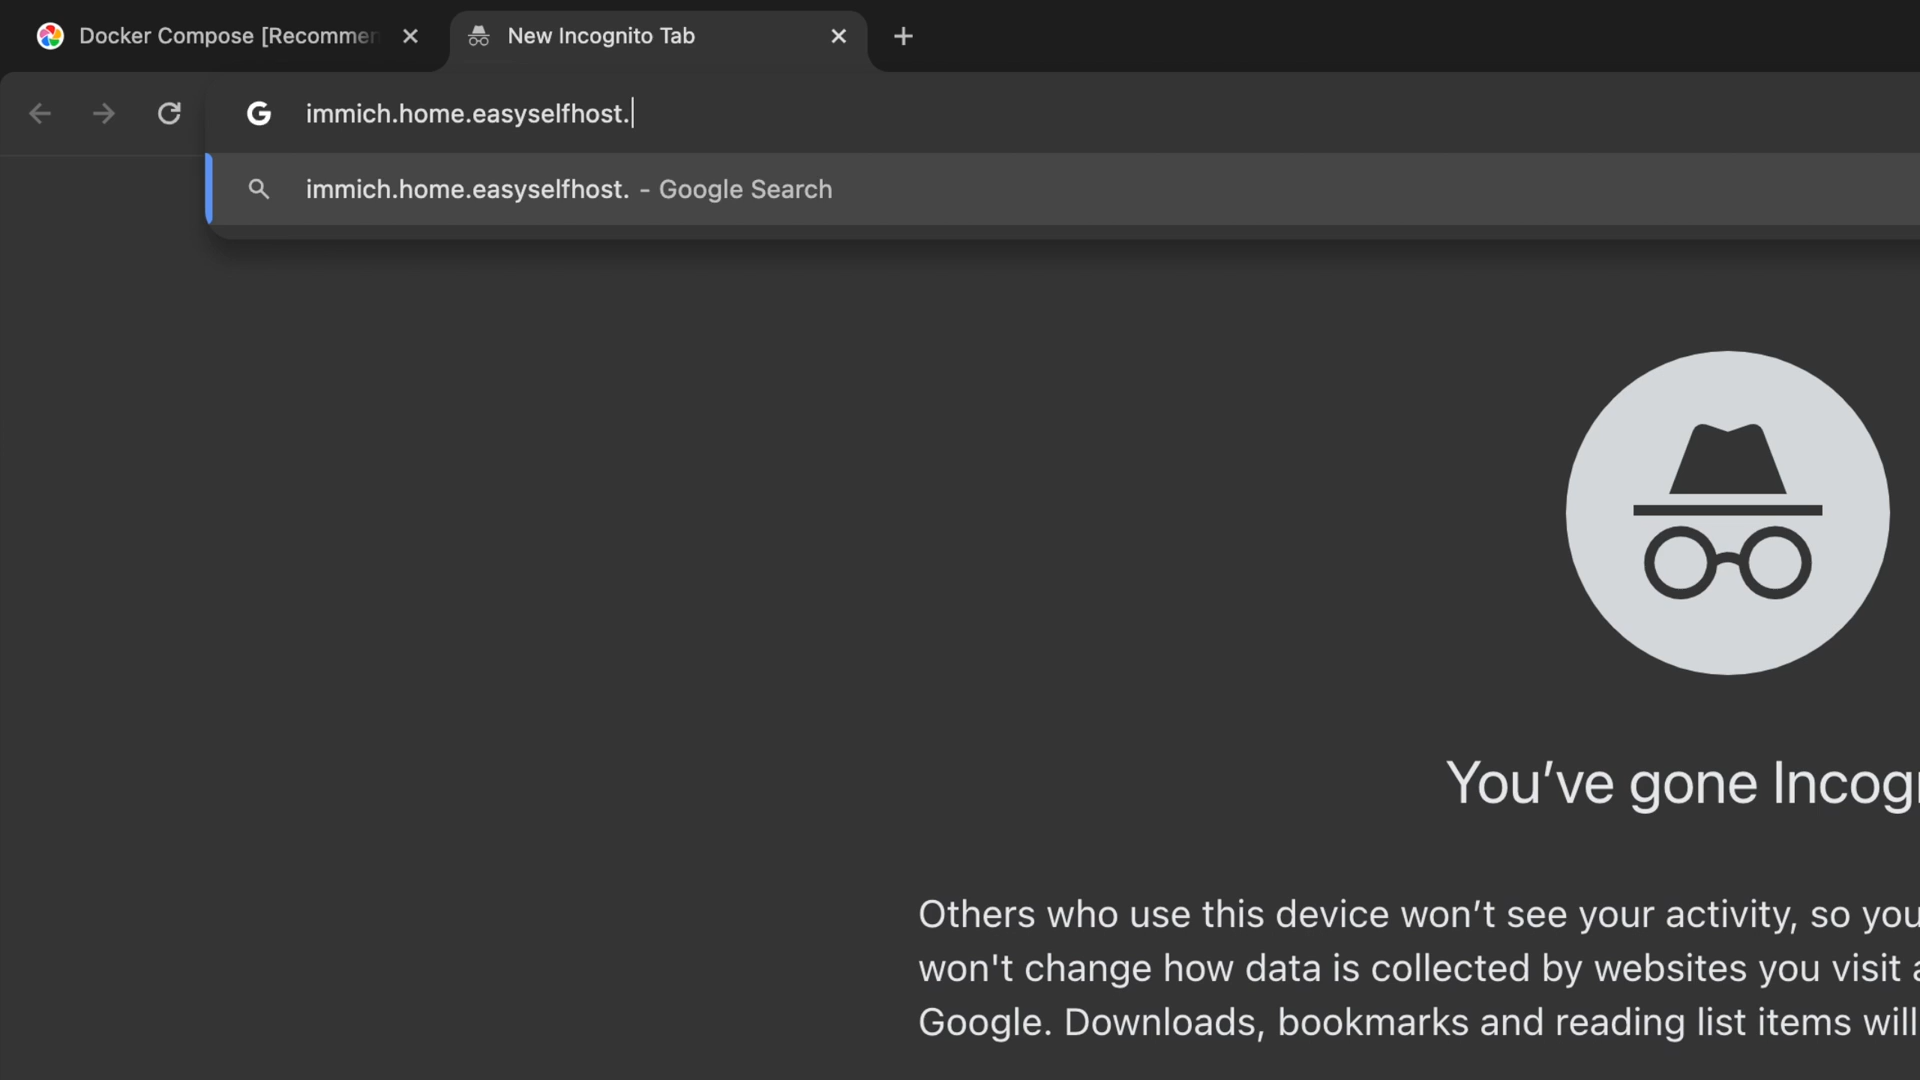 Docker Compose [Recommen
New Incognito Tab
immich.home.easyselfhost.
immich.home.easyselfhost. - Google Search
You’ve gone Incog
Others who use this device won’t see your activity, so you
won't change how data is collected by websites you visit
Google. Downloads, bookmarks and reading list items will